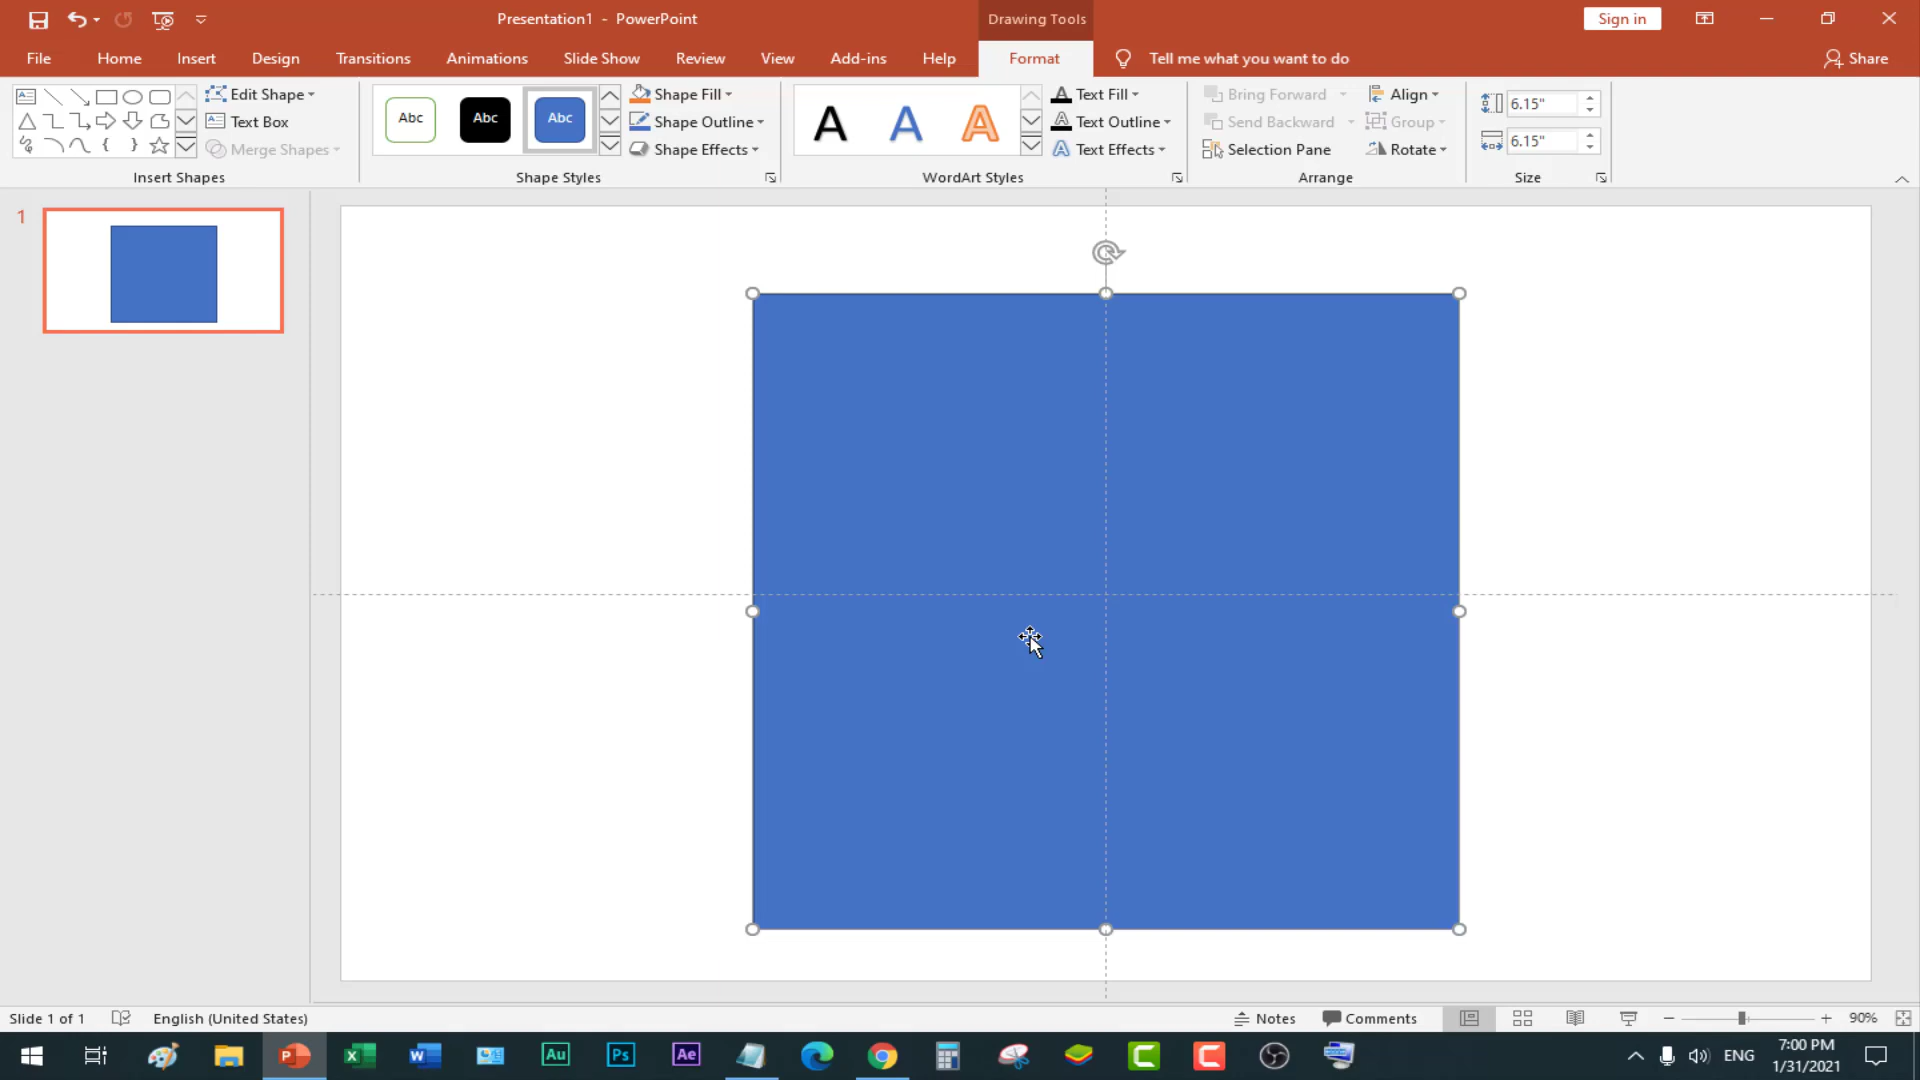 Presentation1 - PowerPoint
Drawing Tools
Sign in
File Home Insert Design Transitions Animations Slide Show Review View Add-ins Help Format Tell me what you want to do Share
Edit Shape
Text Box
Merge Shapes
Insert Shapes
Abc Abc Abc
Shape Fill
Shape Outline
Shape Effects
Shape Styles
A A A
Text Fill
Text Outline
Text Effects
WordArt Styles
Bring Forward
Send Backward
Selection Pane
Align
Group
Rotate
Arrange
6.15"
6.15"
Size
1
Slide 1 of 1 English (United States) Notes Comments 90%
Au Ps Ae
ENG
7:00 PM
1/31/2021